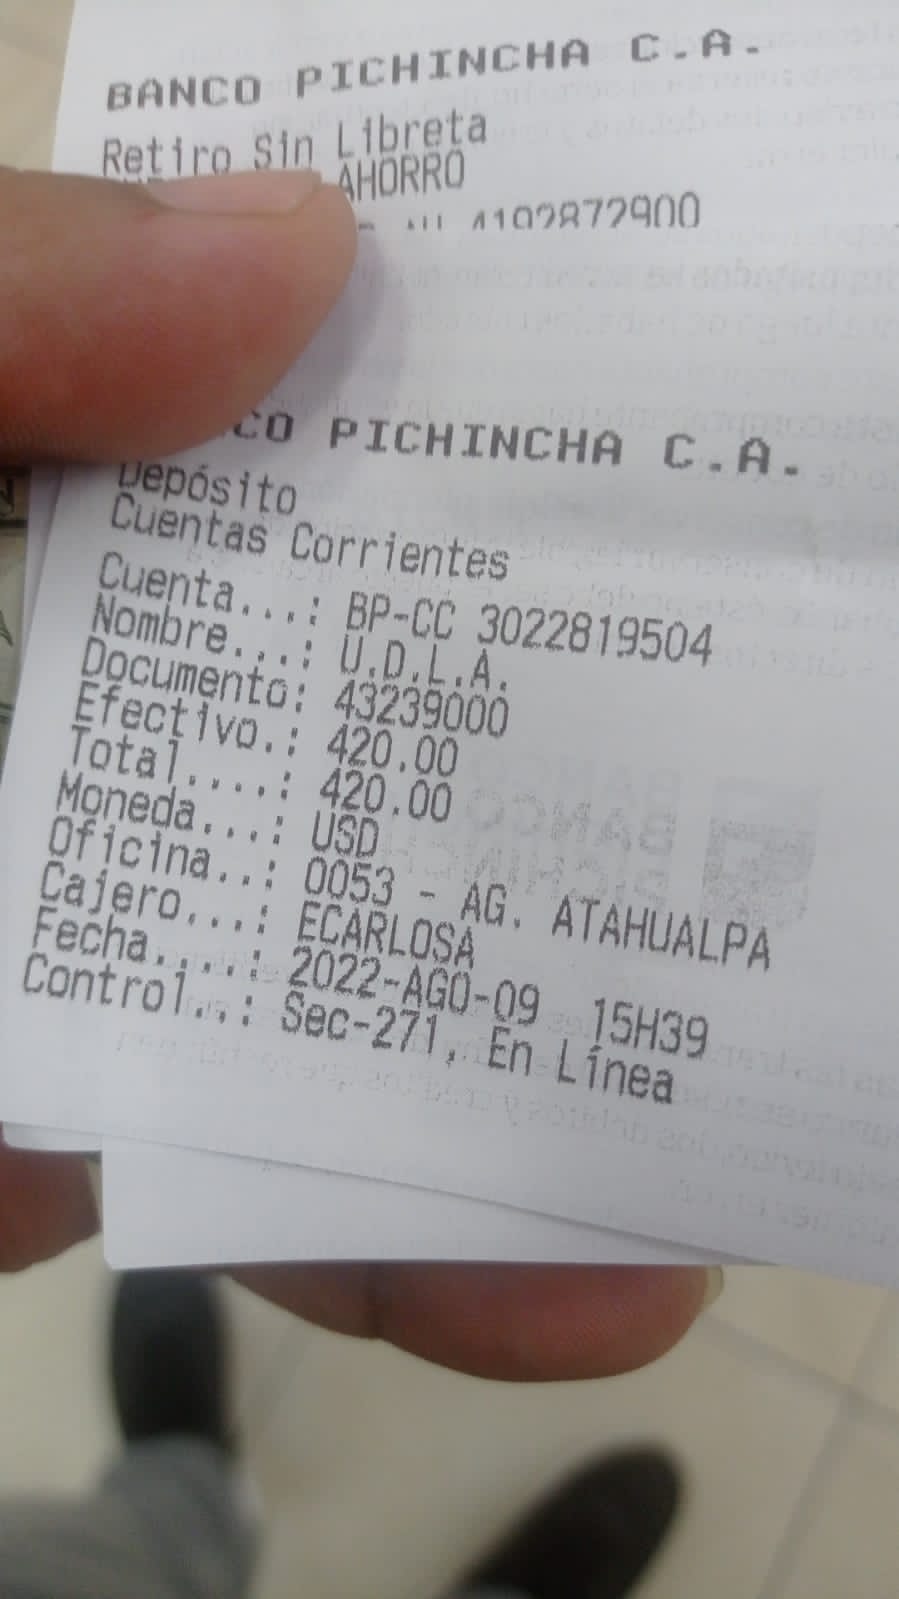 BANCO PICHINCHA C.A.
Retiro Sin Libreta
AHORRO
4192872900
PICHINCHA C.A.
Depósito
Cuentas Corrientes
Cuenta...: BP-CC 3022819504
Nombre...: U.D.L.A.
Documento: 43239000
Efectivo.: 420.00
Total....: 420.00
Moneda...: USD
Oficina..: 0053 - AG. ATAHUALPA
Cajero...: ECARLOSA
Fecha....: 2022-AGO-09 15H39
Control..: Sec-271, En Línea